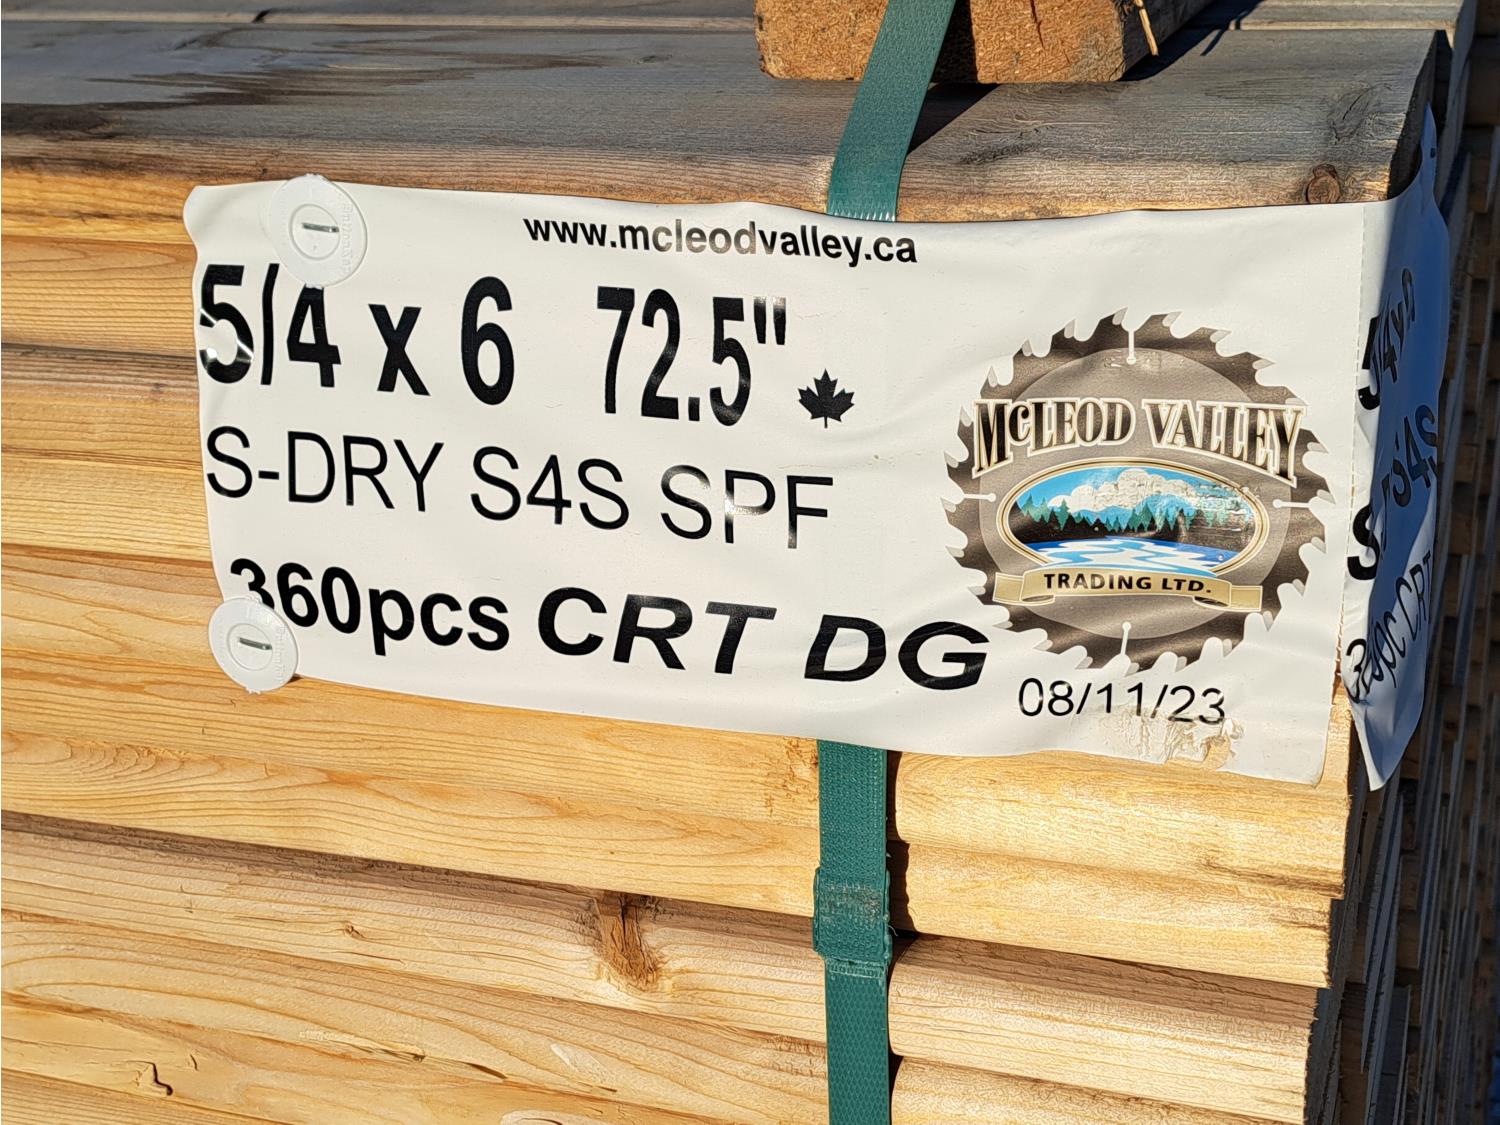 www.mcleodvalley.ca
5/4 x 6 72.5"
S-DRY S4S SPF
360pcs CRT DG
McLEOD VALLEY
TRADING LTD.
08/11/23